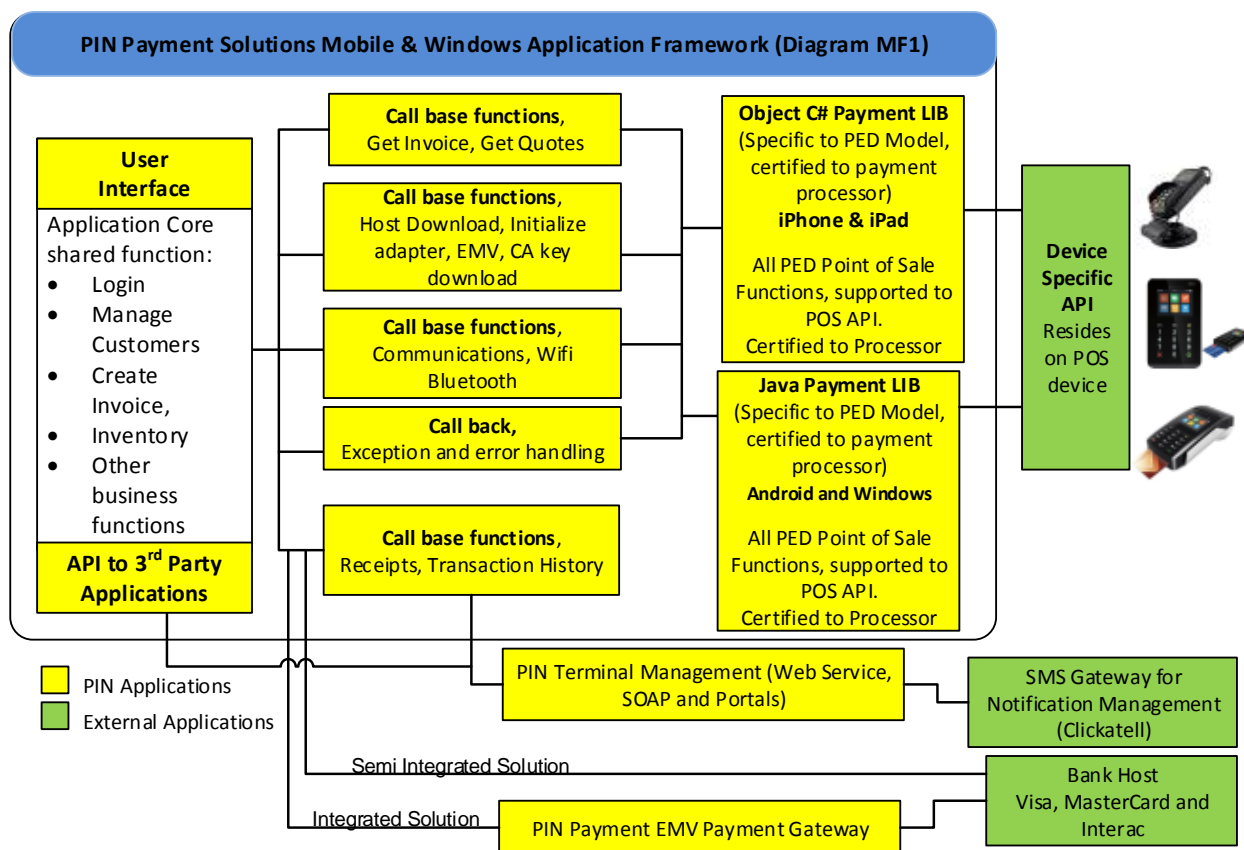 PIN Payment Solutions Mobile & Windows Application Framework (Diagram MF1)
User
Interface
Application Core
shared function:
• Login
• Manage
Customers
• Create
Invoice,
• Inventory
• Other
business
functions
API to 3rd Party
Applications
Call base functions,
Get Invoice, Get Quotes
Call base functions,
Host Download, Initialize
adapter, EMV, CA key
download
Call base functions,
Communications, Wifi
Bluetooth
Call back,
Exception and error handling
Call base functions,
Receipts, Transaction History
Object C# Payment LIB
(Specific to PED Model,
certified to payment
processor)
iPhone & iPad
All PED Point of Sale
Functions, supported to
POS API.
Certified to Processor
Java Payment LIB
(Specific to PED Model,
certified to payment
processor)
Android and Windows
All PED Point of Sale
Functions, supported to
POS API.
Certified to Processor
Device
Specific
API
Resides
on POS
device
PIN Applications
External Applications
PIN Terminal Management (Web Service,
SOAP and Portals)
SMS Gateway for
Notification Management
(Clickatell)
Semi Integrated Solution
Bank Host
Visa, MasterCard and
Interac
Integrated Solution
PIN Payment EMV Payment Gateway